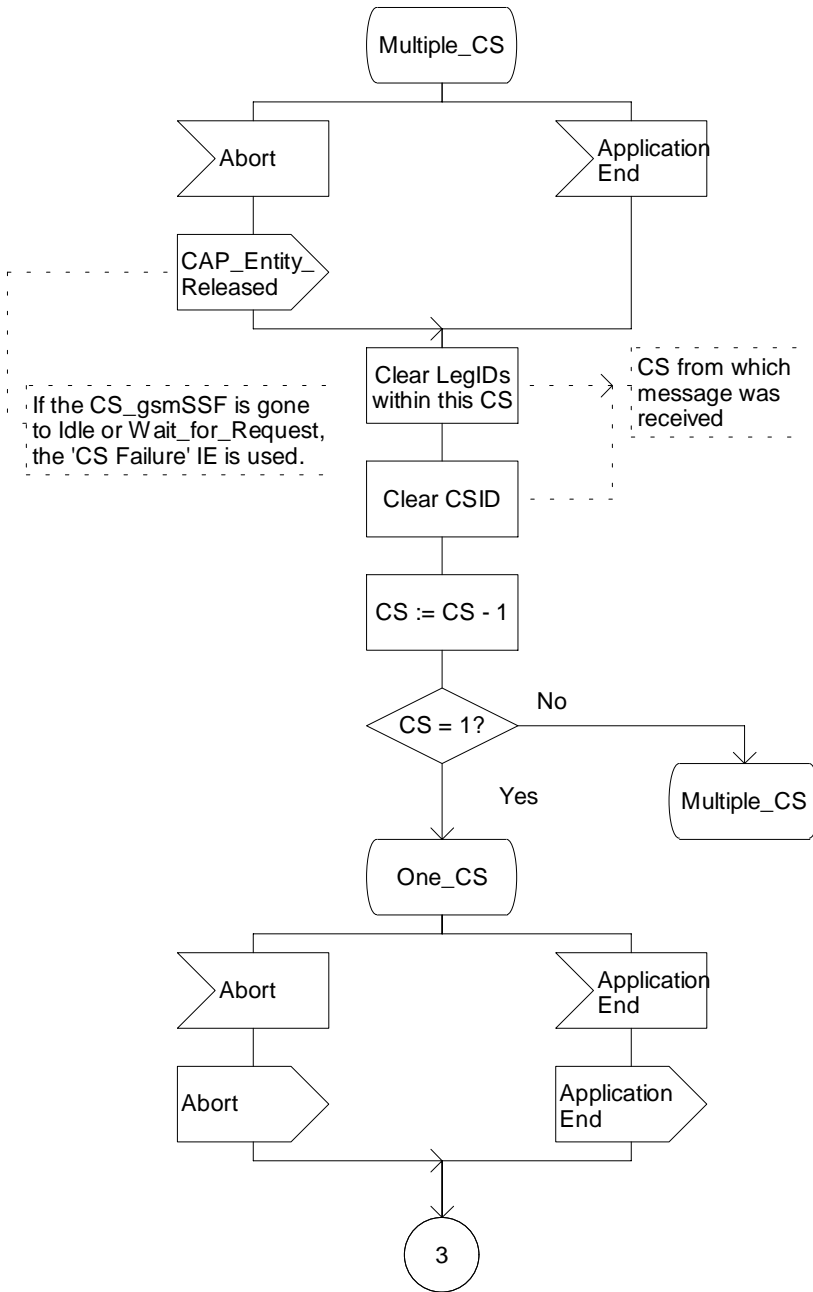 Multiple_CS
Abort
Application
End
CAP_Entity_
Released
Clear LegIDs
within this CS
CS from which
message was
received
If the CS_gsmSSF is gone
to Idle or Wait_for_Request,
the 'CS Failure' IE is used.
Clear CSID
CS := CS - 1
CS = 1?
No
Yes
Multiple_CS
One_CS
Abort
Application
End
Abort
Application
End
3